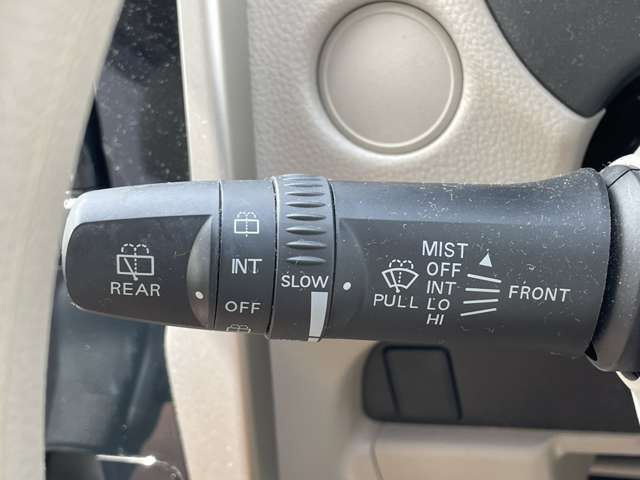 REAR
INT
OFF
SLOW
PULL
MIST
OFF
INT
LO
HI
FRONT